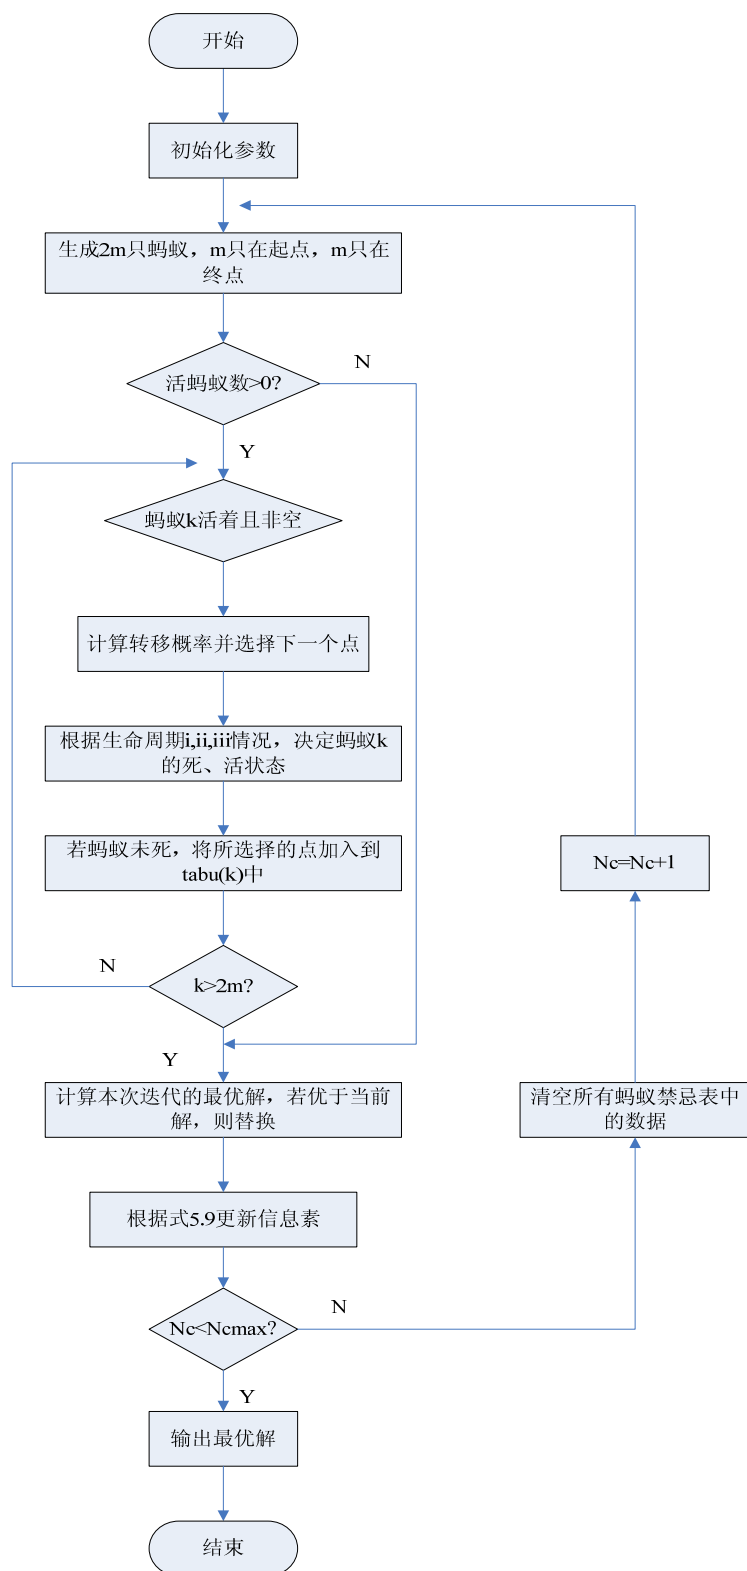 开始
初始化参数
生成2m只蚂蚁，m只在起点，m只在
终点
活蚂蚁数>0?
N
Y
蚂蚁k活着且非空
计算转移概率并选择下一个点
根据生命周期i,ii,iii情况，决定蚂蚁k
的死、活状态
若蚂蚁未死，将所选择的点加入到
tabu(k)中
Nc=Nc+1
N
k>2m?
Y
计算本次迭代的最优解，若优于当前
解，则替换
清空所有蚂蚁禁忌表中
的数据
根据式5.9更新信息素
N
Nc<Ncmax?
Y
输出最优解
结束